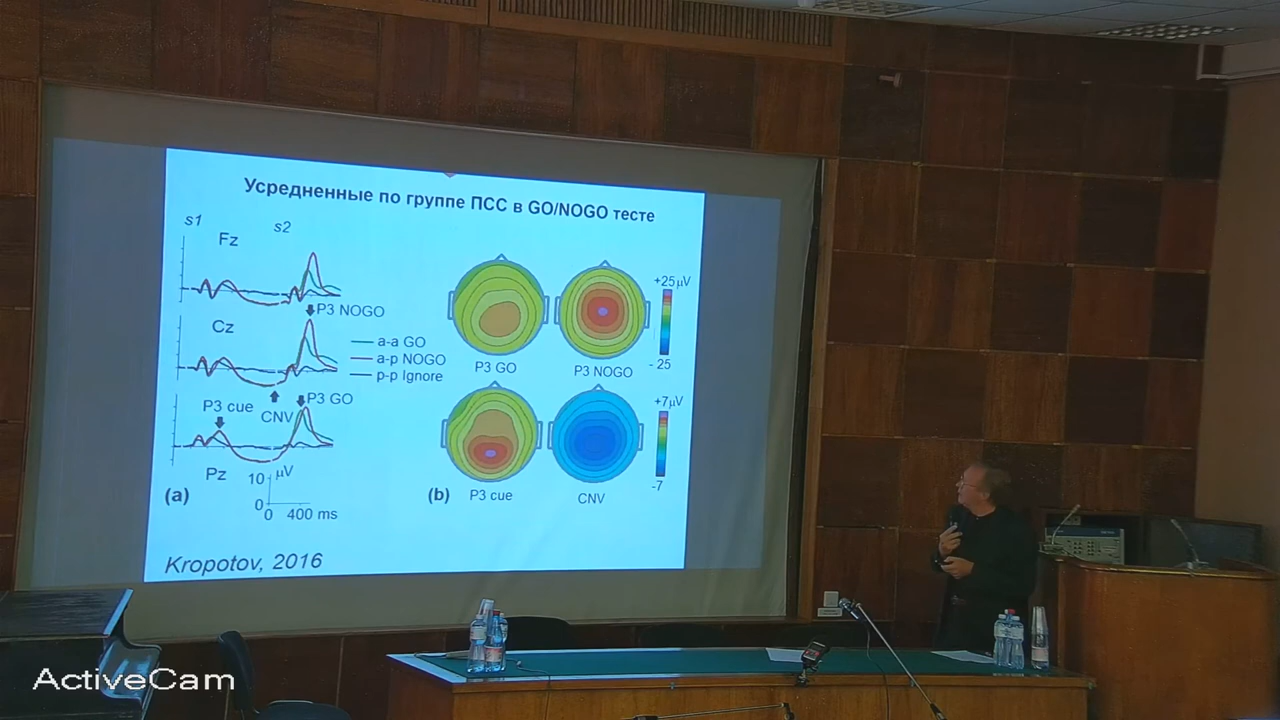 Усредненные по группе ПСС в GO/NOGO тесте
s1 s2
Fz
P3 NOGO
Cz
a-a GO
a-p NOGO
p-p Ignore
P3 cue
CNV
P3 GO
Pz
10 μV
0
0 400 ms
(a)
+25 μV
- 25
P3 GO
P3 NOGO
+7μV
-7
(b)
P3 cue
CNV
Kropotov, 2016
ActiveCam